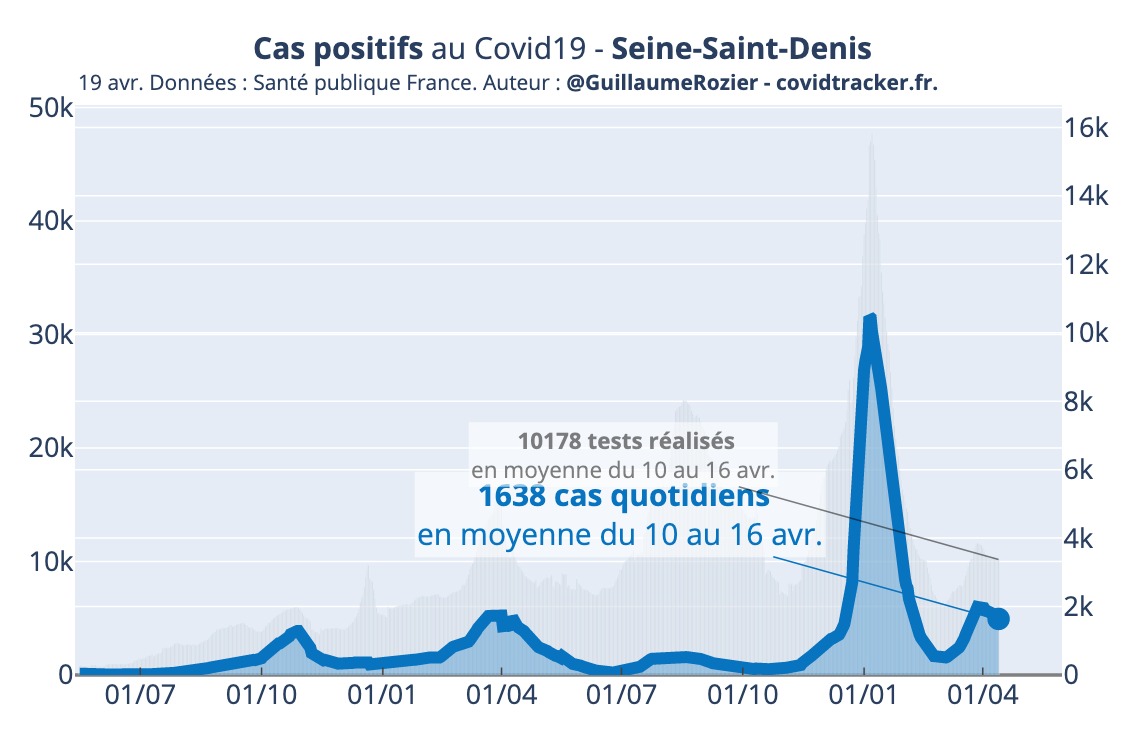 Cas positifs au Covid19 - Seine-Saint-Denis
19 avr. Données : Santé publique France. Auteur : @GuillaumeRozier - covidtracker.fr.
50k
40k
30k
20k
10k
0
16k
14k
12k
10k
8k
6k
4k
2k
0
10178 tests réalisés
en moyenne du 10 au 16 avr.
1638 cas quotidiens
en moyenne du 10 au 16 avr.
01/07 01/10 01/01 01/04 01/07 01/10 01/01 01/04